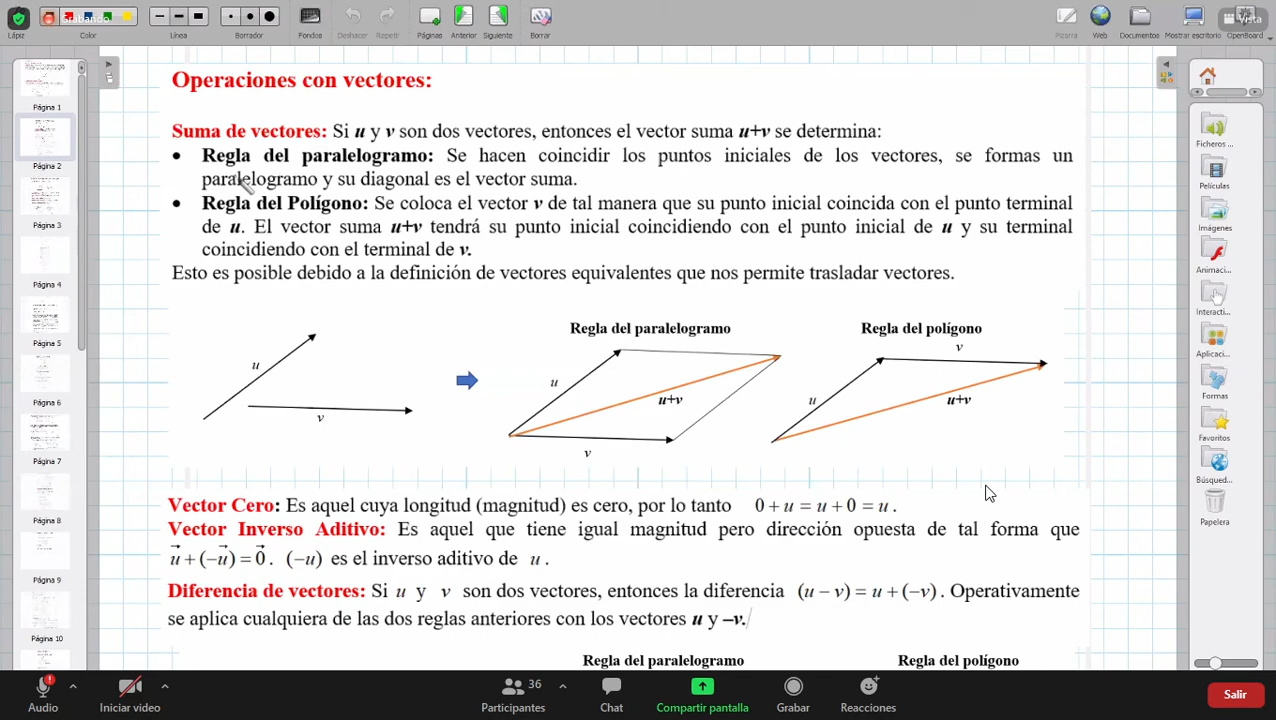 Grabando
Vista
Lápiz
Color
Línea
Borrador
Fondos
Deshacer
Repetir
Páginas
Anterior
Siguiente
Borrar
Pizarra
Web
Documentos
Mostrar escritorio
OpenBoard
Página 1
Página 2
Página 3
Página 4
Página 5
Página 6
Página 7
Página 8
Página 9
Página 10
Operaciones con vectores:
Suma de vectores: Si u y v son dos vectores, entonces el vector suma u+v se determina:
• Regla del paralelogramo: Se hacen coincidir los puntos iniciales de los vectores, se formas un
paralelogramo y su diagonal es el vector suma.
• Regla del Polígono: Se coloca el vector v de tal manera que su punto inicial coincida con el punto terminal
de u. El vector suma u+v tendrá su punto inicial coincidiendo con el punto inicial de u y su terminal
coincidiendo con el terminal de v.
Esto es posible debido a la definición de vectores equivalentes que nos permite trasladar vectores.
u
v
Regla del paralelogramo
u
u+v
v
Regla del polígono
v
u
u+v
Vector Cero: Es aquel cuya longitud (magnitud) es cero, por lo tanto 0 + u = u + 0 = u .
Vector Inverso Aditivo: Es aquel que tiene igual magnitud pero dirección opuesta de tal forma que
u⃗ + (−u⃗) = 0⃗ . (−u) es el inverso aditivo de u .
Diferencia de vectores: Si u y v son dos vectores, entonces la diferencia (u − v) = u + (−v) . Operativamente
se aplica cualquiera de las dos reglas anteriores con los vectores u y –v.
Regla del paralelogramo
Regla del polígono
Ficheros ...
Películas
Imágenes
Animaci...
Interacti...
Aplicaci...
Formas
Favoritos
Búsqued...
Papelera
Audio
Iniciar video
36
Participantes
Chat
Compartir pantalla
Grabar
Reacciones
Salir